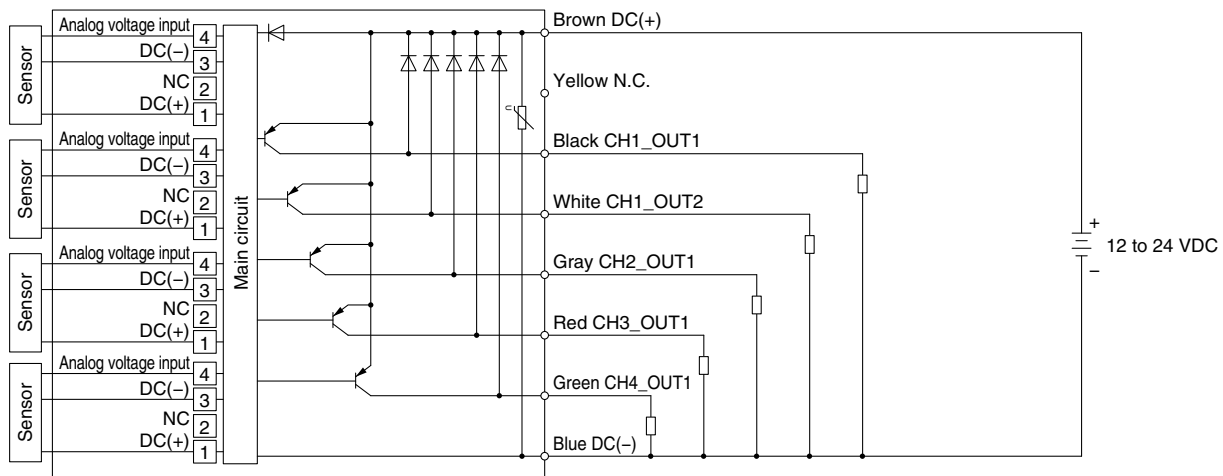 Sensor
Analog voltage input
DC(−)
NC
DC(+)
4
3
2
1
Sensor
Analog voltage input
DC(−)
NC
DC(+)
4
3
2
1
Sensor
Analog voltage input
DC(−)
NC
DC(+)
4
3
2
1
Sensor
Analog voltage input
DC(−)
NC
DC(+)
4
3
2
1
Main circuit
Brown DC(+)
Yellow N.C.
Black CH1_OUT1
White CH1_OUT2
Gray CH2_OUT1
Red CH3_OUT1
Green CH4_OUT1
Blue DC(−)
+
12 to 24 VDC
−